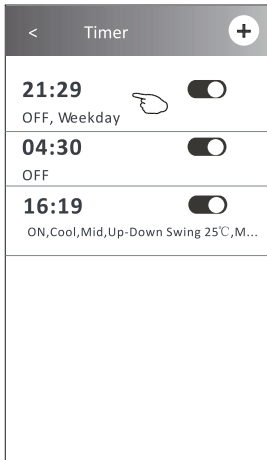 < Timer +
21:29
OFF, Weekday
04:30
OFF
16:19
ON,Cool,Mid,Up-Down Swing 25℃,M...